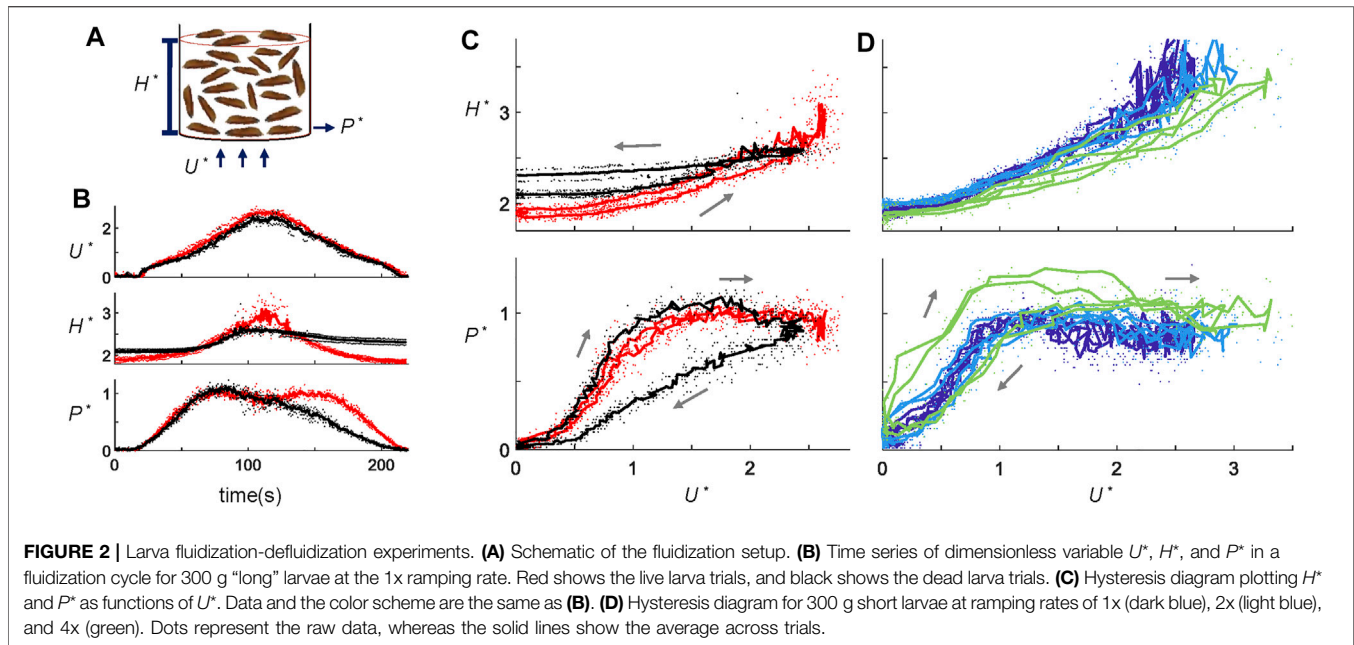 A
H*
P*
U*
B
2
U*
0
3
H*
2
1
P*
0
0
100
200
time(s)
C
H*
3
2
P*
1
0
0
1
2
U*
D
0
1
2
3
U*
FIGURE 2 | Larva fluidization-defluidization experiments. (A) Schematic of the fluidization setup. (B) Time series of dimensionless variable U*, H*, and P* in a
fluidization cycle for 300 g “long” larvae at the 1x ramping rate. Red shows the live larva trials, and black shows the dead larva trials. (C) Hysteresis diagram plotting H*
and P* as functions of U*. Data and the color scheme are the same as (B). (D) Hysteresis diagram for 300 g short larvae at ramping rates of 1x (dark blue), 2x (light blue),
and 4x (green). Dots represent the raw data, whereas the solid lines show the average across trials.